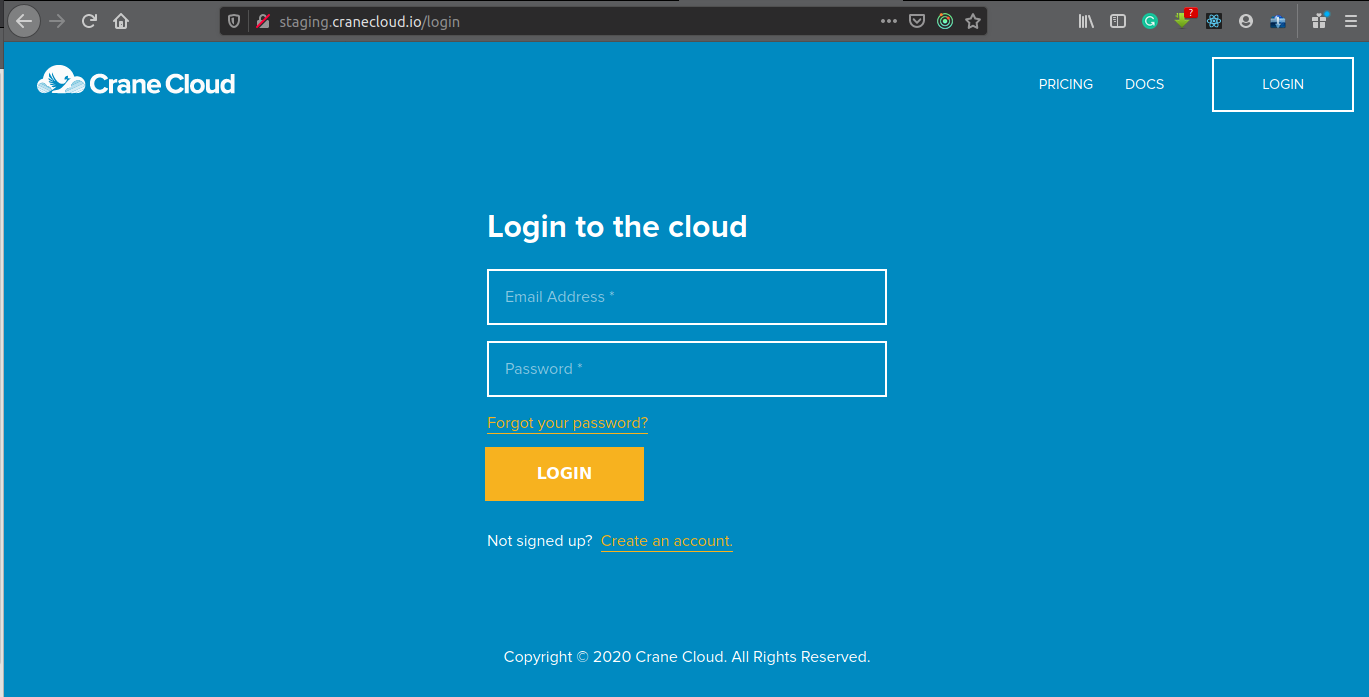 staging.cranecloud.io/login
?
Crane Cloud
PRICING
DOCS
LOGIN
Login to the cloud
Email Address *
Password *
Forgot your password?
LOGIN
Not signed up? Create an account.
Copyright © 2020 Crane Cloud. All Rights Reserved.